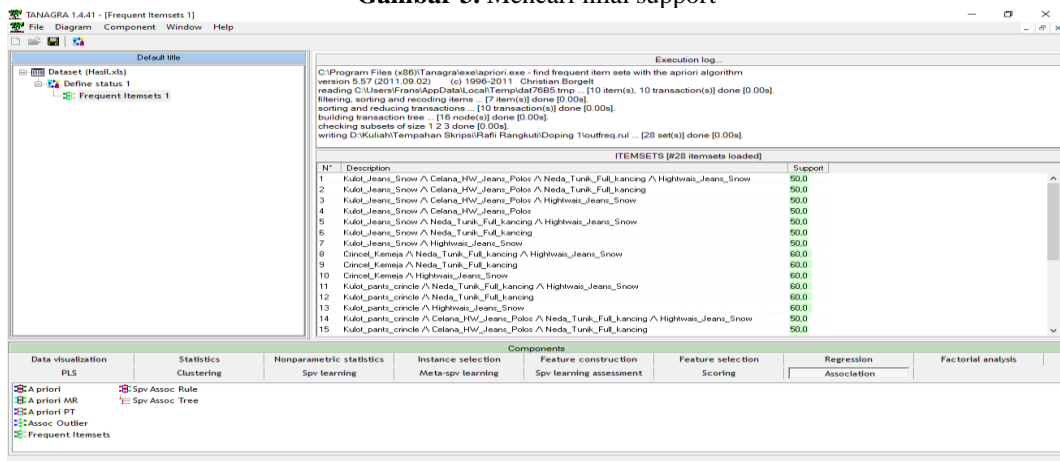 Gambar 5. Mencari nilai support
TANAGRA 1.4.41 - [Frequent Itemsets 1]
File Diagram Component Window Help
Default title
Dataset (Hasil.xls)
Define status 1
Frequent Itemsets 1
Execution log...
C:\Program Files (x86)\Tanagra\exe\apriori.exe - find frequent item sets with the apriori algorithm
version 5.57 (2011.09.02) (c) 1996-2011 Christian Borgelt
reading C:\Users\Frans\AppData\Local\Temp\dat76B5.tmp ... [10 item(s), 10 transaction(s)] done [0.00s].
filtering, sorting and recoding items ... [7 item(s)] done [0.00s].
sorting and reducing transactions ... [10 transaction(s)] done [0.00s].
building transaction tree ... [16 node(s)] done [0.00s].
checking subsets of size 1 2 3 done [0.00s].
writing D:\Kuliah\Tempahan Skripsi\Rafli Rangkuti\Doping 1\outfreq.rul ... [28 set(s)] done [0.00s].
ITEMSETS [#28 itemsets loaded]
N° Description Support
1 Kulot_Jeans_Snow /\ Celana_HW_Jeans_Polos /\ Neda_Tunik_Full_kancing /\ Hightwais_Jeans_Snow 50,0
2 Kulot_Jeans_Snow /\ Celana_HW_Jeans_Polos /\ Neda_Tunik_Full_kancing 50,0
3 Kulot_Jeans_Snow /\ Celana_HW_Jeans_Polos /\ Hightwais_Jeans_Snow 50,0
4 Kulot_Jeans_Snow /\ Celana_HW_Jeans_Polos 50,0
5 Kulot_Jeans_Snow /\ Neda_Tunik_Full_kancing /\ Hightwais_Jeans_Snow 50,0
6 Kulot_Jeans_Snow /\ Neda_Tunik_Full_kancing 50,0
7 Kulot_Jeans_Snow /\ Hightwais_Jeans_Snow 50,0
8 Crincel_Kemeja /\ Neda_Tunik_Full_kancing /\ Hightwais_Jeans_Snow 60,0
9 Crincel_Kemeja /\ Neda_Tunik_Full_kancing 60,0
10 Crincel_Kemeja /\ Hightwais_Jeans_Snow 60,0
11 Kulot_pants_crincle /\ Neda_Tunik_Full_kancing /\ Hightwais_Jeans_Snow 60,0
12 Kulot_pants_crincle /\ Neda_Tunik_Full_kancing 60,0
13 Kulot_pants_crincle /\ Hightwais_Jeans_Snow 60,0
14 Kulot_pants_crincle /\ Celana_HW_Jeans_Polos /\ Neda_Tunik_Full_kancing /\ Hightwais_Jeans_Snow 50,0
15 Kulot_pants_crincle /\ Celana_HW_Jeans_Polos /\ Neda_Tunik_Full_kancing 50,0
Components
Data visualization Statistics Nonparametric statistics Instance selection Feature construction Feature selection Regression Factorial analysis
PLS Clustering Spv learning Meta-spv learning Spv learning assessment Scoring Association
A priori Spv Assoc Rule
A priori MR Spv Assoc Tree
A priori PT
Assoc Outlier
Frequent Itemsets